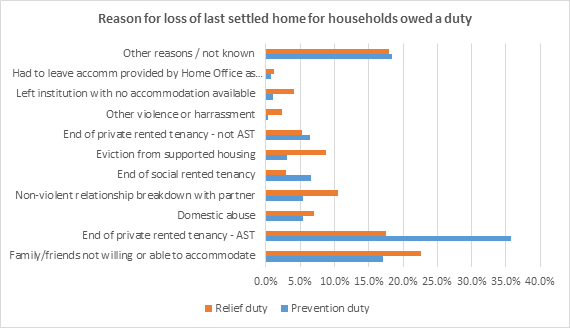 Reason for loss of last settled home for households owed a duty
Other reasons / not known
Had to leave accomm provided by Home Office as...
Left institution with no accommodation available
Other violence or harrassment
End of private rented tenancy - not AST
Eviction from supported housing
End of social rented tenancy
Non-violent relationship breakdown with partner
Domestic abuse
End of private rented tenancy - AST
Family/friends not willing or able to accommodate
0.0% 5.0% 10.0% 15.0% 20.0% 25.0% 30.0% 35.0% 40.0%
Relief duty Prevention duty